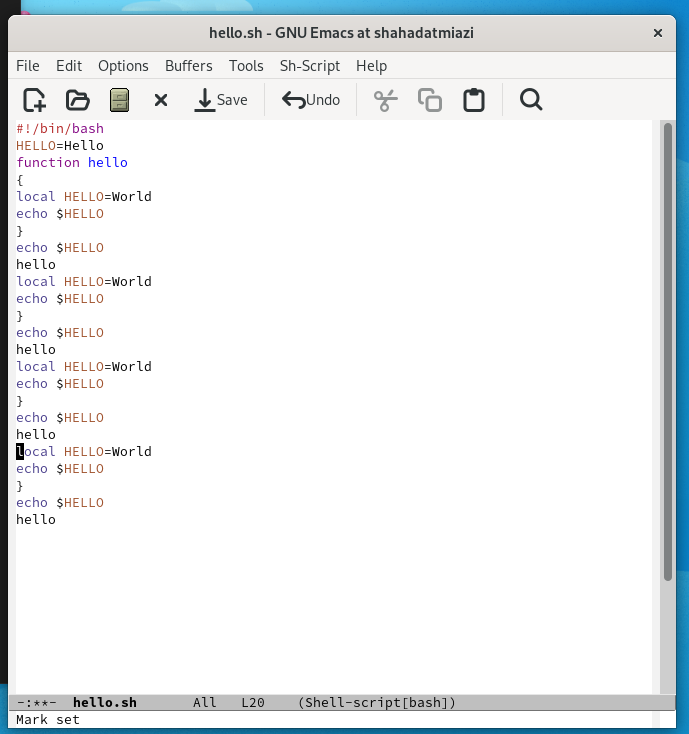 hello.sh - GNU Emacs at shahadatmiazi ×
File Edit Options Buffers Tools Sh-Script Help
Save Undo
#!/bin/bash
HELLO=Hello
function hello
{
local HELLO=World
echo $HELLO
}
echo $HELLO
hello
local HELLO=World
echo $HELLO
}
echo $HELLO
hello
local HELLO=World
echo $HELLO
}
echo $HELLO
hello
local HELLO=World
echo $HELLO
}
echo $HELLO
hello
-:**- hello.sh All L20 (Shell-script[bash])
Mark set